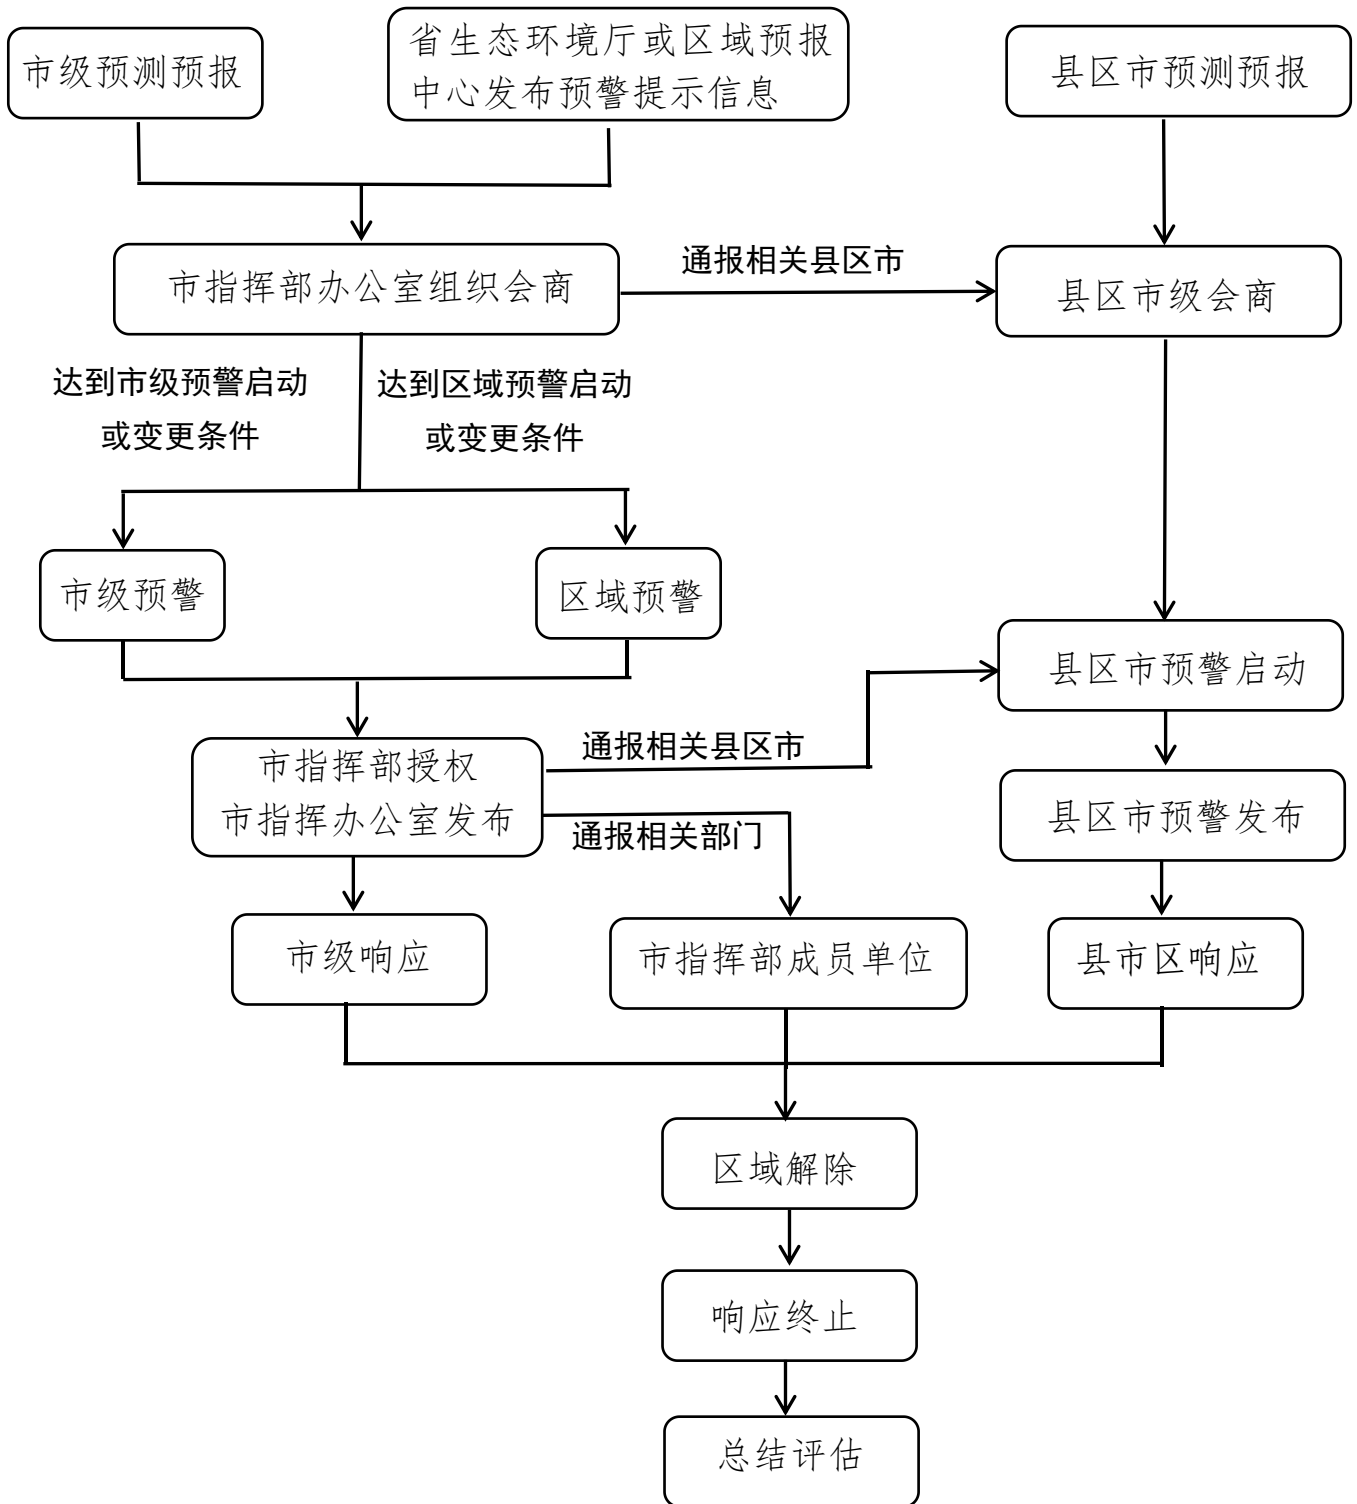 市级预测预报
省生态环境厅或区域预报
中心发布预警提示信息
县区市预测预报
市指挥部办公室组织会商
通报相关县区市
县区市级会商
达到市级预警启动
或变更条件
达到区域预警启动
或变更条件
市级预警
区域预警
县区市预警启动
市指挥部授权
市指挥办公室发布
通报相关县区市
通报相关部门
县区市预警发布
市级响应
市指挥部成员单位
县市区响应
区域解除
响应终止
总结评估